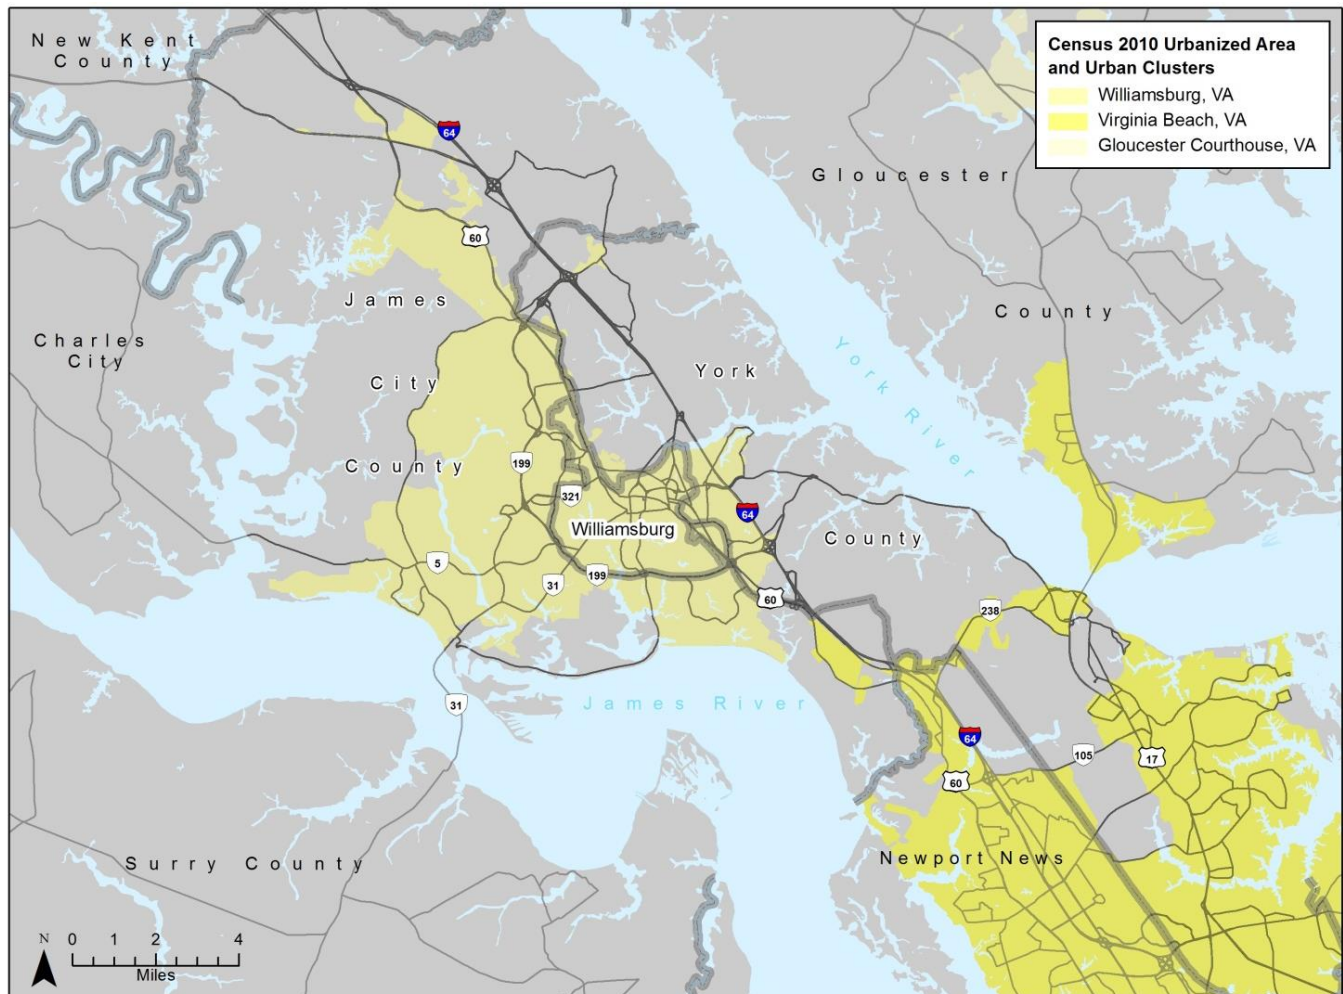 New Kent
County
Census 2010 Urbanized Area
and Urban Clusters
Williamsburg, VA
Virginia Beach, VA
Gloucester Courthouse, VA
64
Gloucester
60
James
County
Charles
City
York River
York
City
County
199
321
64
Williamsburg
County
5
31
199
60
238
31
James River
64
105
17
60
Surry County
Newport News
N
0 1 2 4
Miles